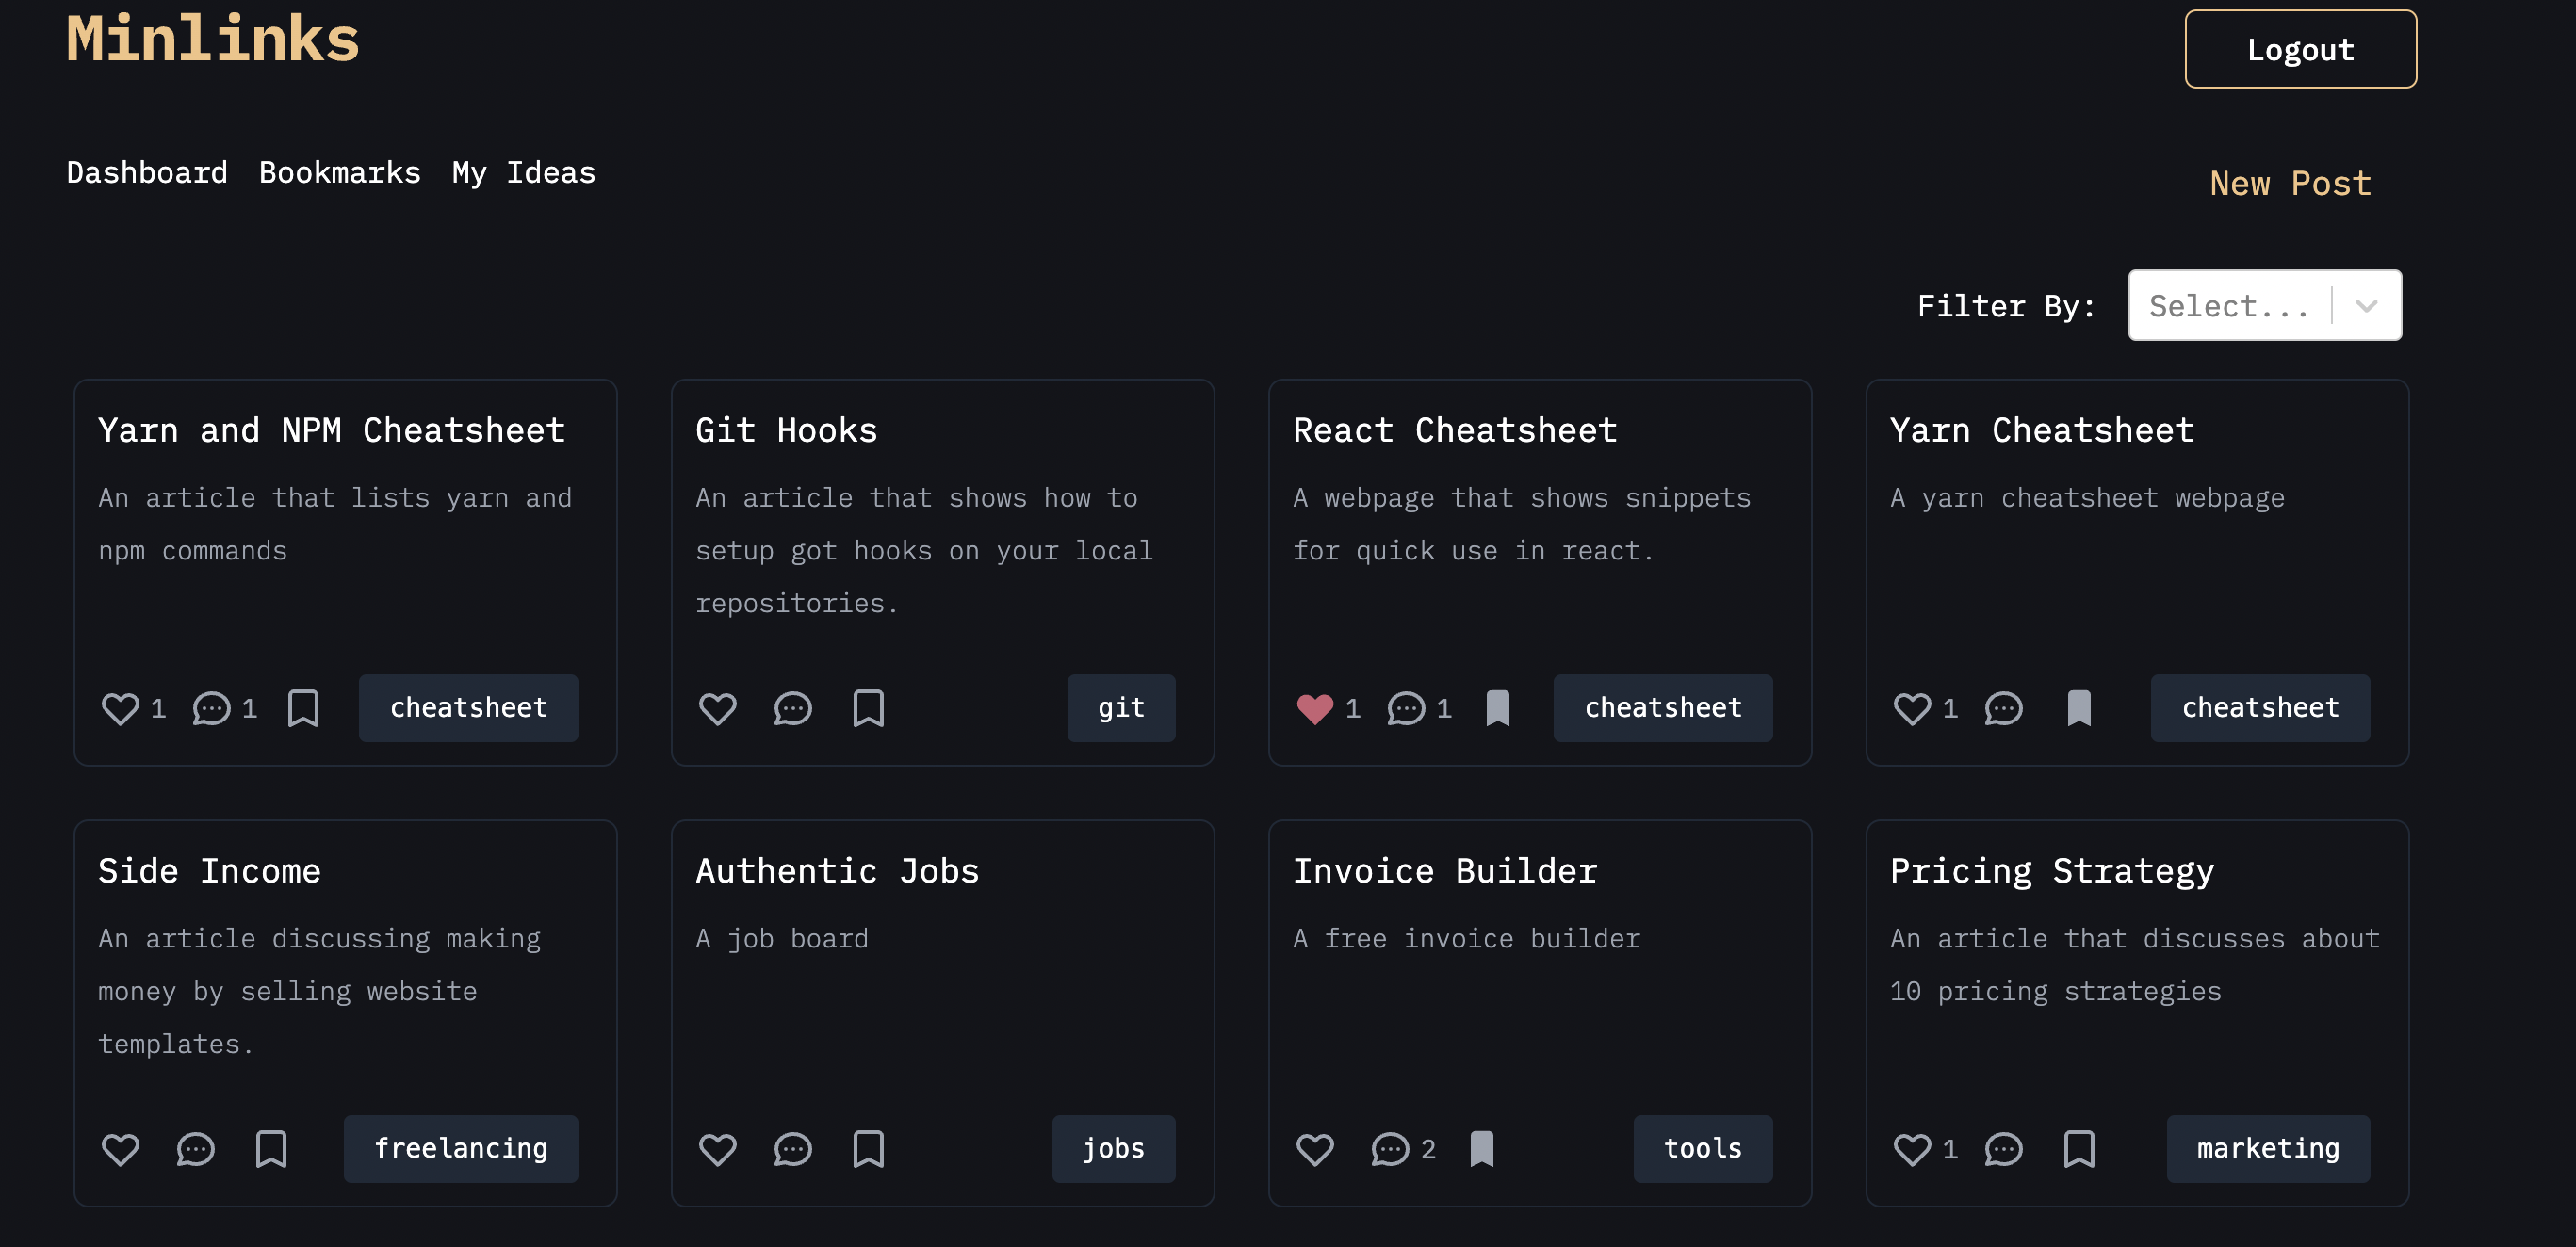 Minlinks
Logout
Dashboard Bookmarks My Ideas
New Post
Filter By: Select...
Yarn and NPM Cheatsheet
An article that lists yarn and
npm commands
1 1 cheatsheet
Git Hooks
An article that shows how to
setup got hooks on your local
repositories.
git
React Cheatsheet
A webpage that shows snippets
for quick use in react.
1 1 cheatsheet
Yarn Cheatsheet
A yarn cheatsheet webpage
1 cheatsheet
Side Income
An article discussing making
money by selling website
templates.
freelancing
Authentic Jobs
A job board
jobs
Invoice Builder
A free invoice builder
2 tools
Pricing Strategy
An article that discusses about
10 pricing strategies
1 marketing